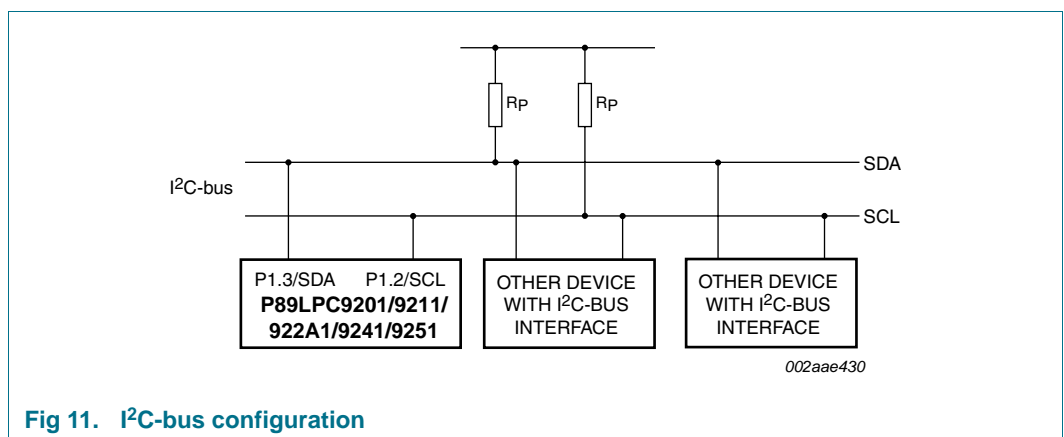 RP RP
SDA
I2C-bus
SCL
P1.3/SDA P1.2/SCL
P89LPC9201/9211/
922A1/9241/9251
OTHER DEVICE
WITH I2C-BUS
INTERFACE
OTHER DEVICE
WITH I2C-BUS
INTERFACE
002aae430
Fig 11. I2C-bus configuration